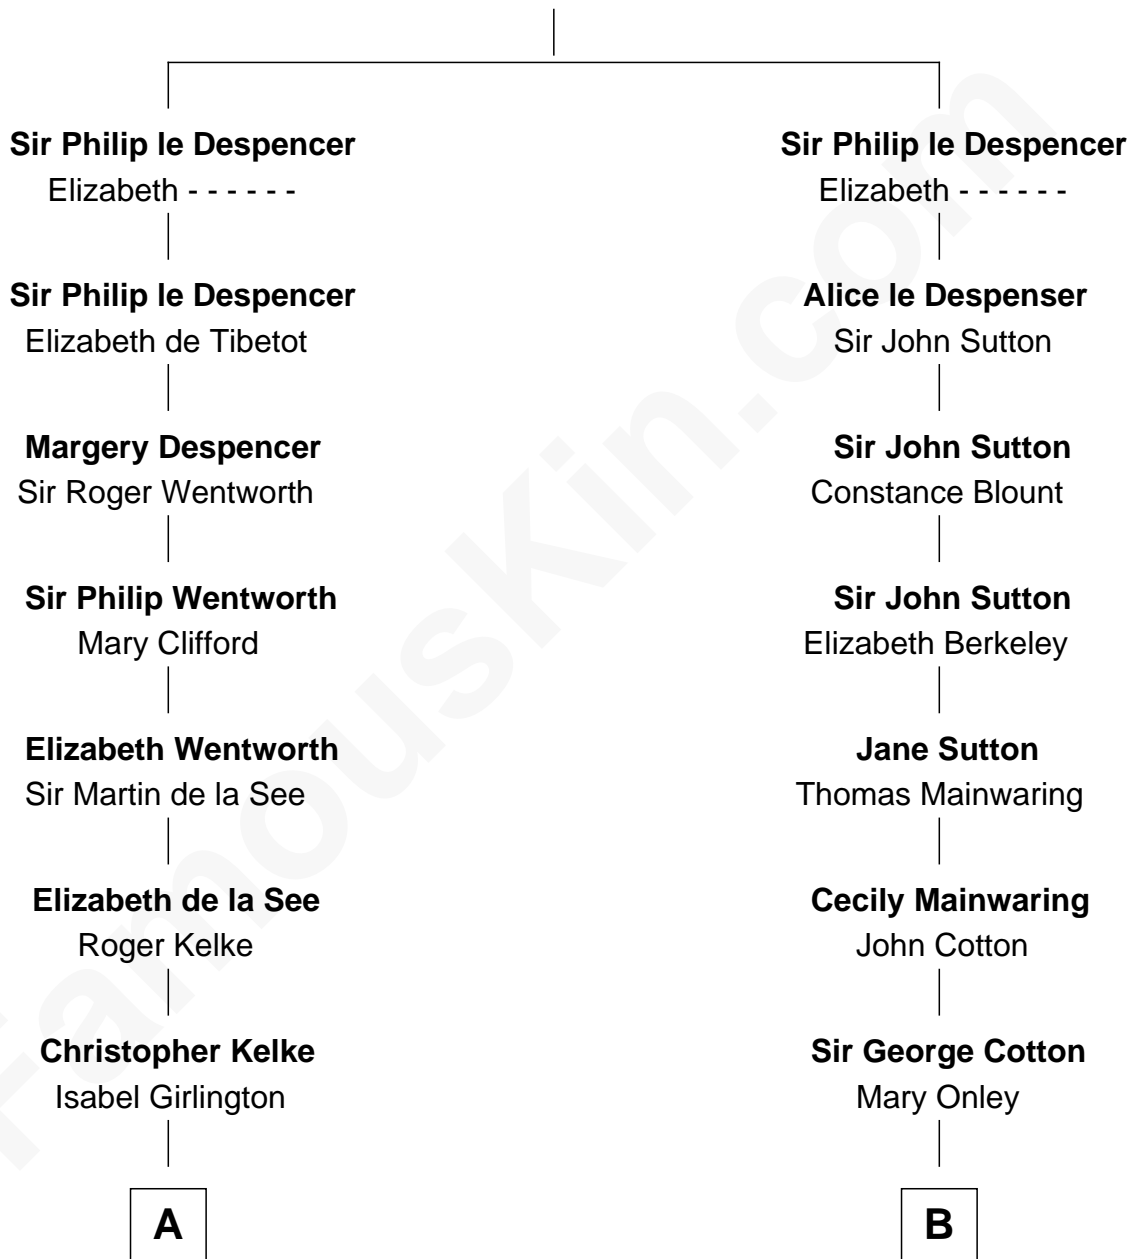 Sir Philip le Despencer
Elizabeth - - - - - -
Sir Philip le Despencer
Elizabeth de Tibetot
Margery Despencer
Sir Roger Wentworth
Sir Philip Wentworth
Mary Clifford
Elizabeth Wentworth
Sir Martin de la See
Elizabeth de la See
Roger Kelke
Christopher Kelke
Isabel Girlington
A
Sir Philip le Despencer
Elizabeth - - - - - -
Alice le Despenser
Sir John Sutton
Sir John Sutton
Constance Blount
Sir John Sutton
Elizabeth Berkeley
Jane Sutton
Thomas Mainwaring
Cecily Mainwaring
John Cotton
Sir George Cotton
Mary Onley
B
FamousKin.com